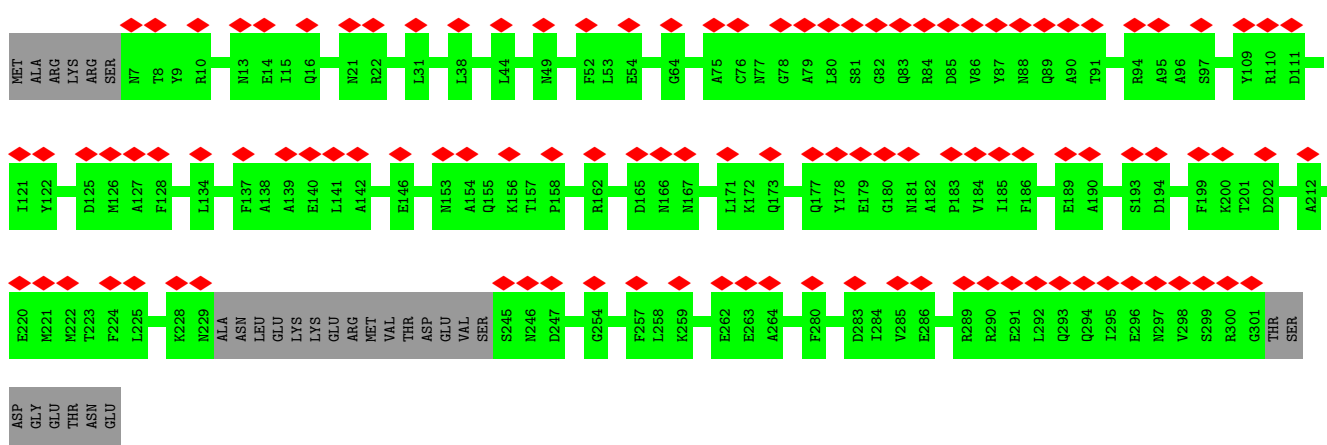 MET ALA ARG LYS ARG SER N7 T8 Y9 R10 N13 E14 I15 Q16 N21 R22 L31 L38 L44 N49 F52 L53 E54 G64 A75 C76 N77 G78 A79 L80 S81 G82 Q83 R84 D85 V86 Y87 N88 Q89 A90 T91 R94 A95 A96 S97 Y109 R110 D111
I121 Y122 D125 M126 A127 F128 L134 F137 A138 A139 E140 L141 A142 E146 N153 A154 Q155 K156 T157 P158 R162 D165 N166 N167 L171 K172 Q173 Q177 Y178 E179 G180 N181 A182 P183 V184 I185 F186 E189 A190 S193 D194 F199 K200 T201 D202 A212
E220 M221 M222 T223 F224 L225 K228 N229 ALA ASN LEU GLU LYS LYS GLU ARG MET VAL THR ASP GLU VAL SER S245 N246 D247 G254 F257 L258 K259 E262 E263 A264 F280 D283 I284 V285 E286 R289 R290 E291 L292 Q293 Q294 I295 E296 N297 V298 S299 R300 G301 THR SER
ASP GLY GLU THR ASN GLU